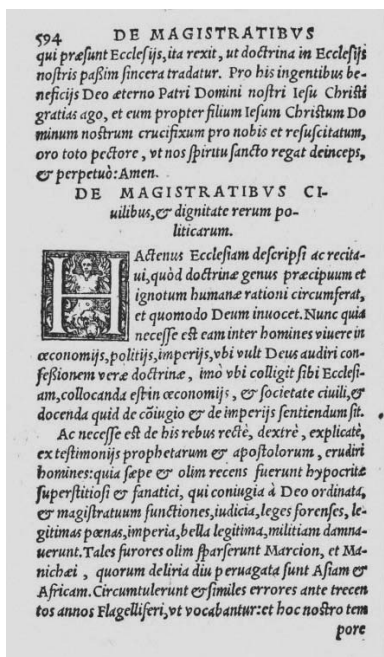 594 DE MAGISTRATIBVS
qui præsunt Ecclesijs, ita rexit, ut doctrina in Ecclesijs
nostris paßim sincera tradatur. Pro his ingentibus be-
neficijs Deo æterno Patri Domini nostri Iesu Christi
gratias ago, et eum propter filium Iesum Christum Do
minum nostrum crucifixum pro nobis et resuscitatum,
oro toto pectore, vt nos spiritu sancto regat deinceps,
& perpetuò: Amen.
DE MAGISTRATIBVS CI-
uilibus, & dignitate rerum po-
liticarum.
HActenus Ecclesiam descripsi ac recita-
ui, quòd doctrinæ genus præcipuum et
ignotum humanæ rationi circumferat,
et quomodo Deum inuocet. Nunc quia
necesse est eam inter homines viuere in
œconomijs, politijs, imperijs, vbi vult Deus audiri con-
feßionem veræ doctrinæ, imò vbi colligit sibi Ecclesi-
am, collocanda est in œconomijs, & societate ciuili, &
docenda quid de cōiugio & de imperijs sentiendum sit.
Ac necesse est de his rebus rectè, dextrè, explicatè,
ex testimonijs prophetarum & apostolorum, erudiri
homines: quia sæpe & olim recens fuerunt hypocritæ
superstitiosi & fanatici, qui coniugia à Deo ordinata,
& magistratuum functiones, iudicia, leges forenses, le-
gitimas pœnas, imperia, bella legitima, militiam damna-
uerunt. Tales furores olim sparserunt Marcion, et Ma-
nichæi, quorum deliria diu peruagata sunt Asiam &
Africam. Circumtulerunt & similes errores ante trecen
tos annos Flagelliferi, vt vocabantur: et hoc nostro tem
pore